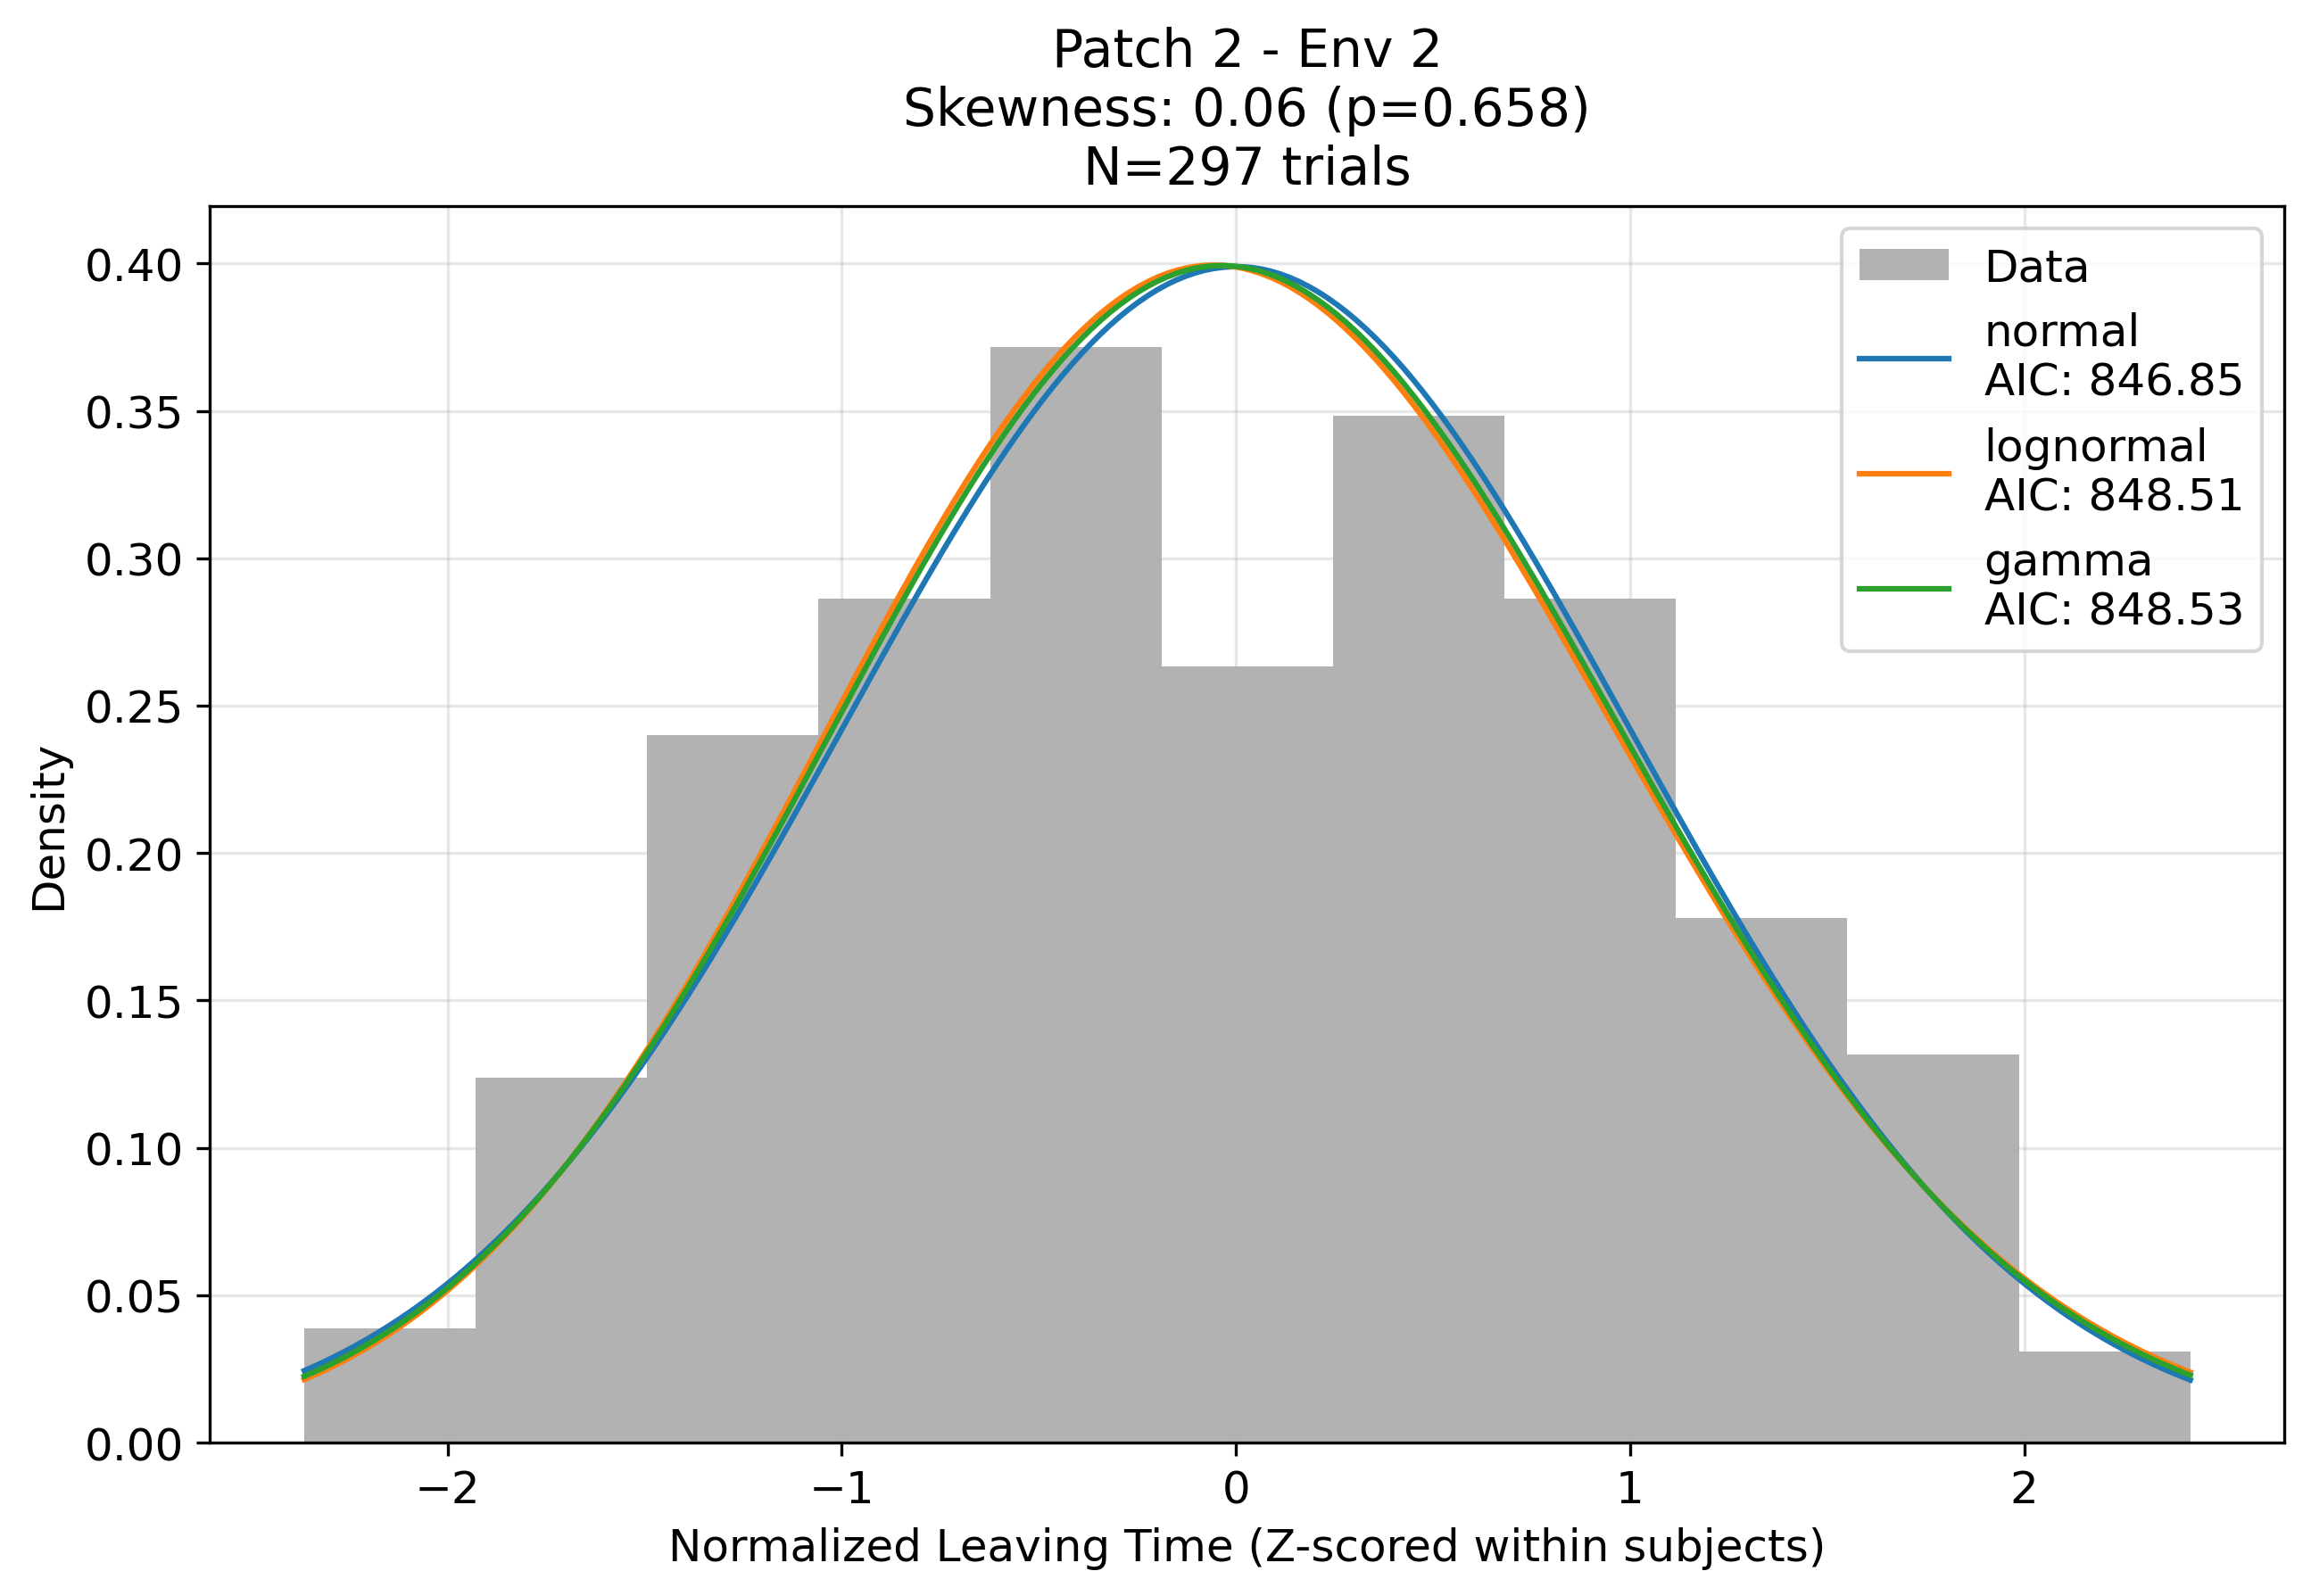 Patch 2 - Env 2
Skewness: 0.06 (p=0.658)
N=297 trials
Data
normal
AIC: 846.85
lognormal
AIC: 848.51
gamma
AIC: 848.53
0.40
0.35
0.30
0.25
0.20
0.15
0.10
0.05
0.00
Density
−2
−1
0
1
2
Normalized Leaving Time (Z-scored within subjects)